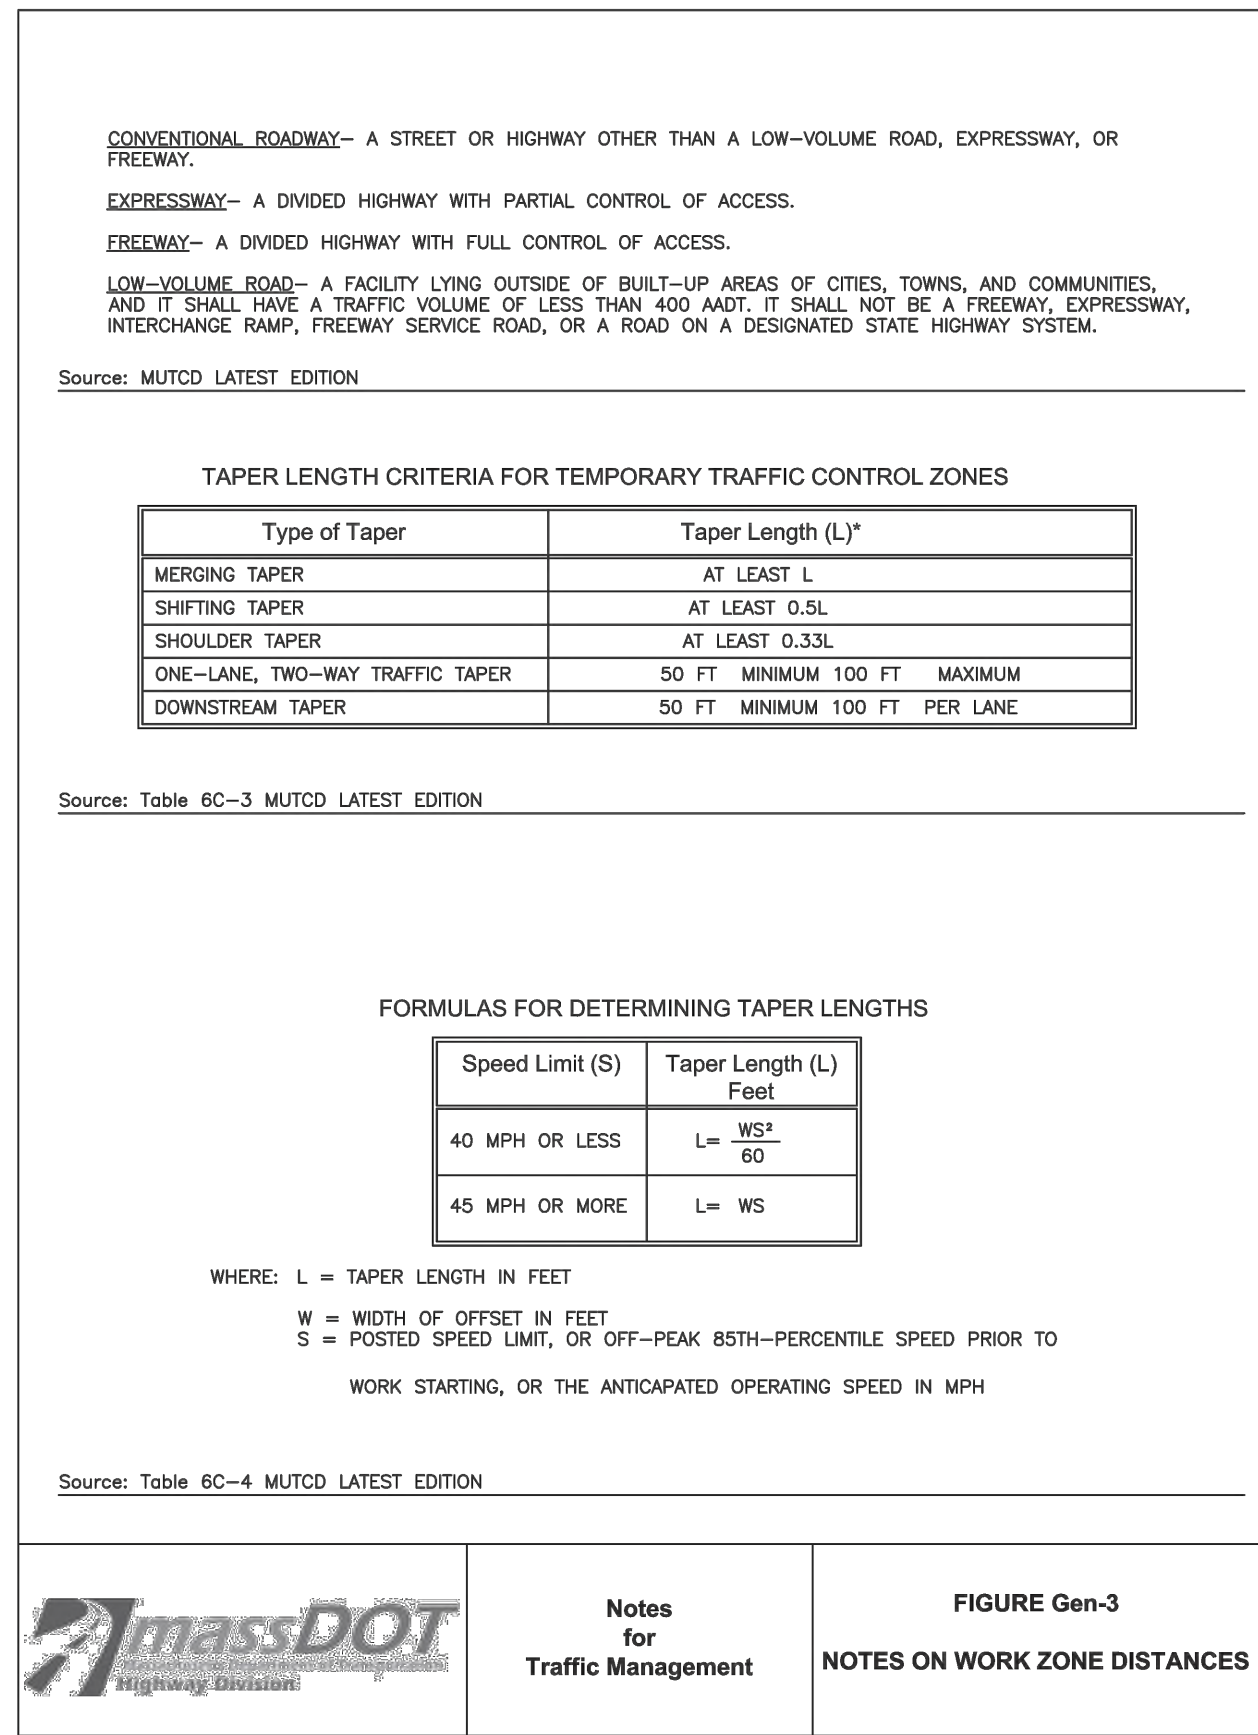 CONVENTIONAL ROADWAY– A STREET OR HIGHWAY OTHER THAN A LOW–VOLUME ROAD, EXPRESSWAY, OR
FREEWAY.
EXPRESSWAY– A DIVIDED HIGHWAY WITH PARTIAL CONTROL OF ACCESS.
FREEWAY– A DIVIDED HIGHWAY WITH FULL CONTROL OF ACCESS.
LOW–VOLUME ROAD– A FACILITY LYING OUTSIDE OF BUILT–UP AREAS OF CITIES, TOWNS, AND COMMUNITIES,
AND IT SHALL HAVE A TRAFFIC VOLUME OF LESS THAN 400 AADT. IT SHALL NOT BE A FREEWAY, EXPRESSWAY,
INTERCHANGE RAMP, FREEWAY SERVICE ROAD, OR A ROAD ON A DESIGNATED STATE HIGHWAY SYSTEM.
Source: MUTCD LATEST EDITION
TAPER LENGTH CRITERIA FOR TEMPORARY TRAFFIC CONTROL ZONES
Type of Taper Taper Length (L)*
MERGING TAPER AT LEAST L
SHIFTING TAPER AT LEAST 0.5L
SHOULDER TAPER AT LEAST 0.33L
ONE–LANE, TWO–WAY TRAFFIC TAPER 50 FT MINIMUM 100 FT MAXIMUM
DOWNSTREAM TAPER 50 FT MINIMUM 100 FT PER LANE
Source: Table 6C–3 MUTCD LATEST EDITION
FORMULAS FOR DETERMINING TAPER LENGTHS
Speed Limit (S) Taper Length (L)
Feet
40 MPH OR LESS L= WS²
60
45 MPH OR MORE L= WS
WHERE: L = TAPER LENGTH IN FEET
W = WIDTH OF OFFSET IN FEET
S = POSTED SPEED LIMIT, OR OFF–PEAK 85TH–PERCENTILE SPEED PRIOR TO
WORK STARTING, OR THE ANTICAPATED OPERATING SPEED IN MPH
Source: Table 6C–4 MUTCD LATEST EDITION
massDOT
Highway Division
Notes
for
Traffic Management
FIGURE Gen-3
NOTES ON WORK ZONE DISTANCES